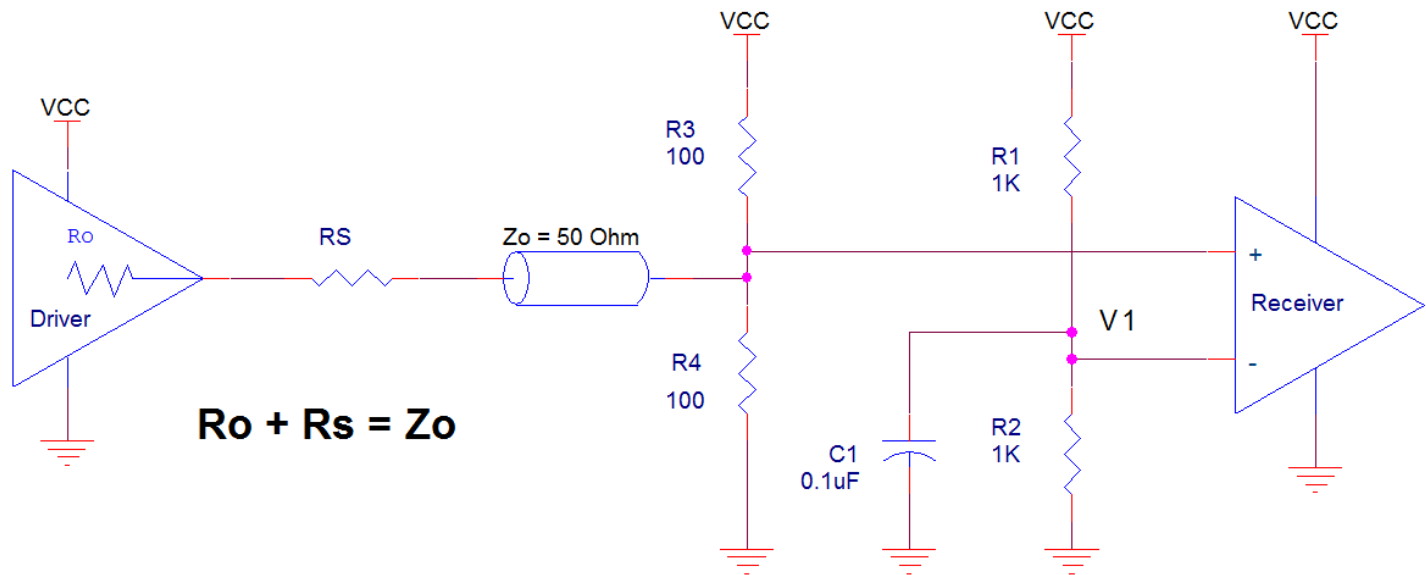 VCC
VCC
VCC
VCC
R3
100
R1
1K
Ro
RS
Zo = 50 Ohm
+
Driver
Receiver
V1
-
R4
100
Ro + Rs = Zo
R2
1K
C1
0.1uF